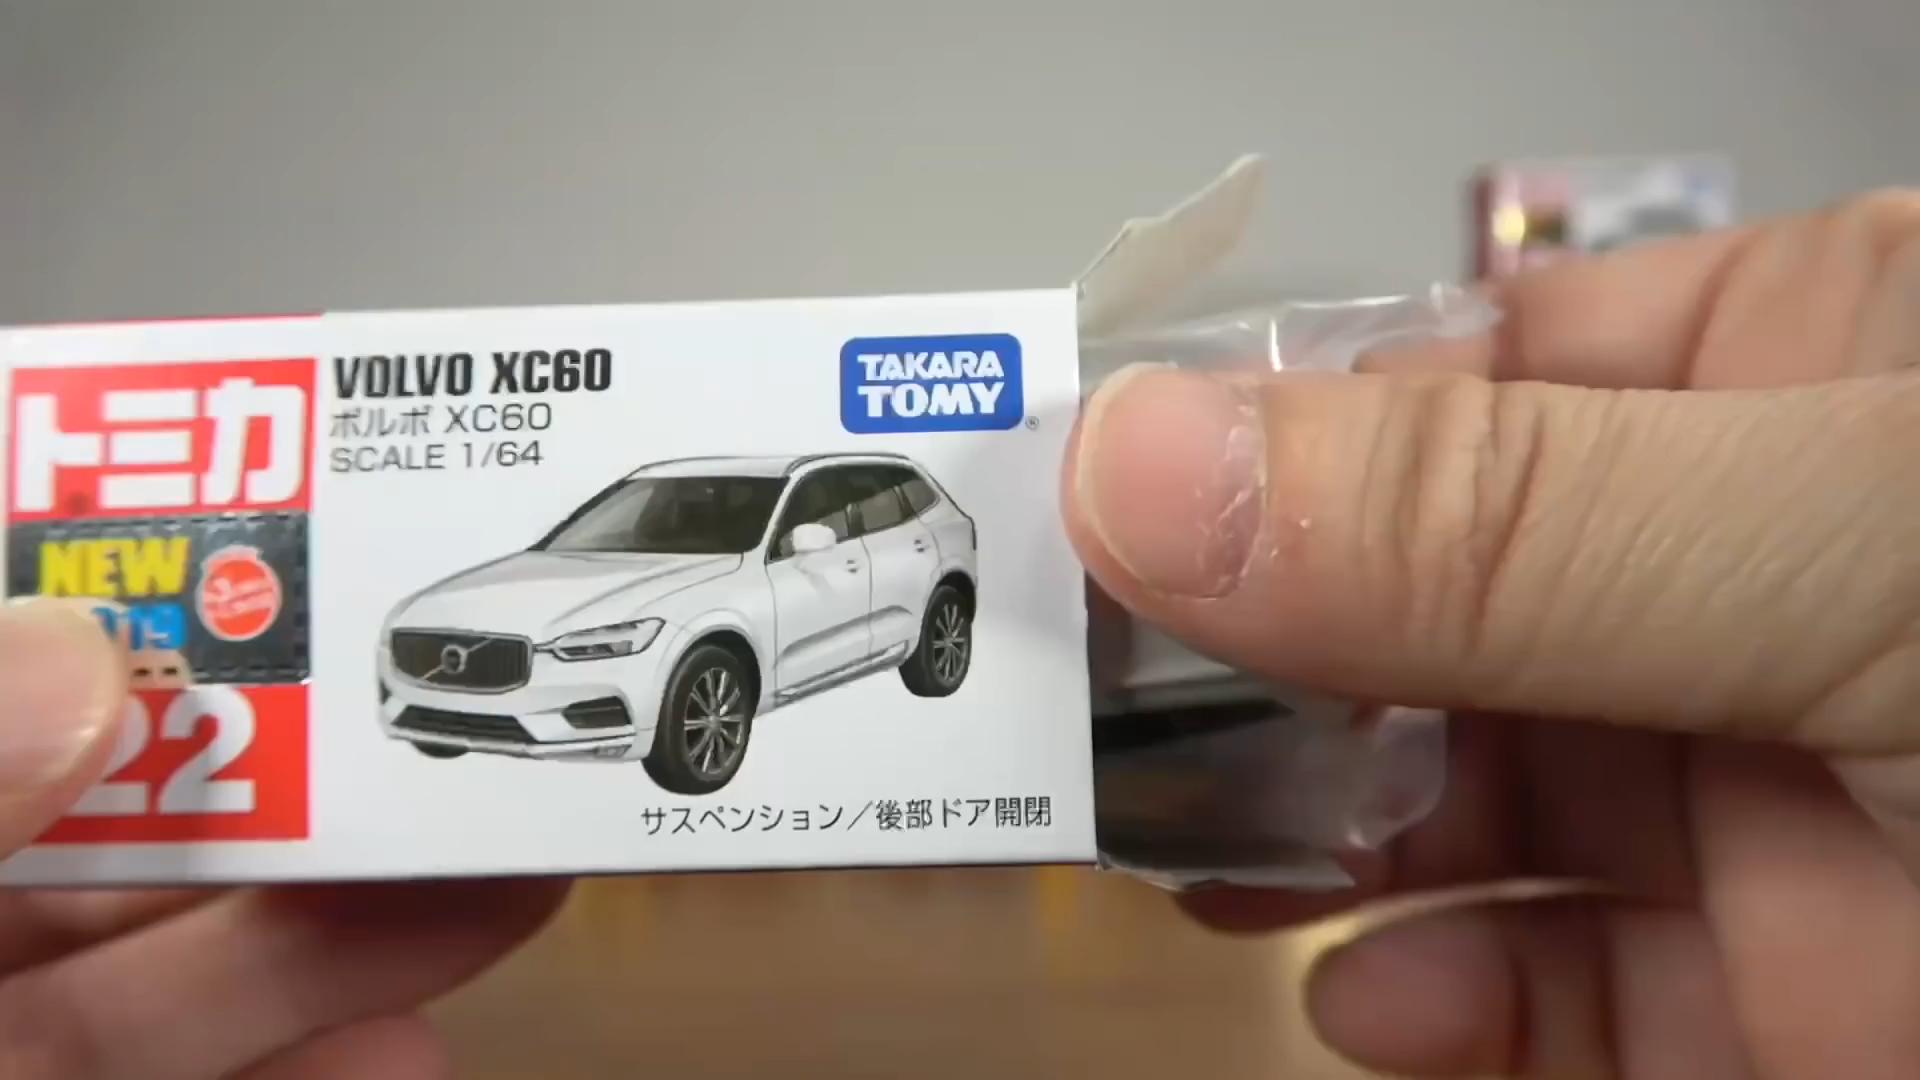 トミカ
NEW
22
VOLVO XC60
ボルボ XC60
SCALE 1/64
TAKARA
TOMY
®
サスペンション／後部ドア開閉